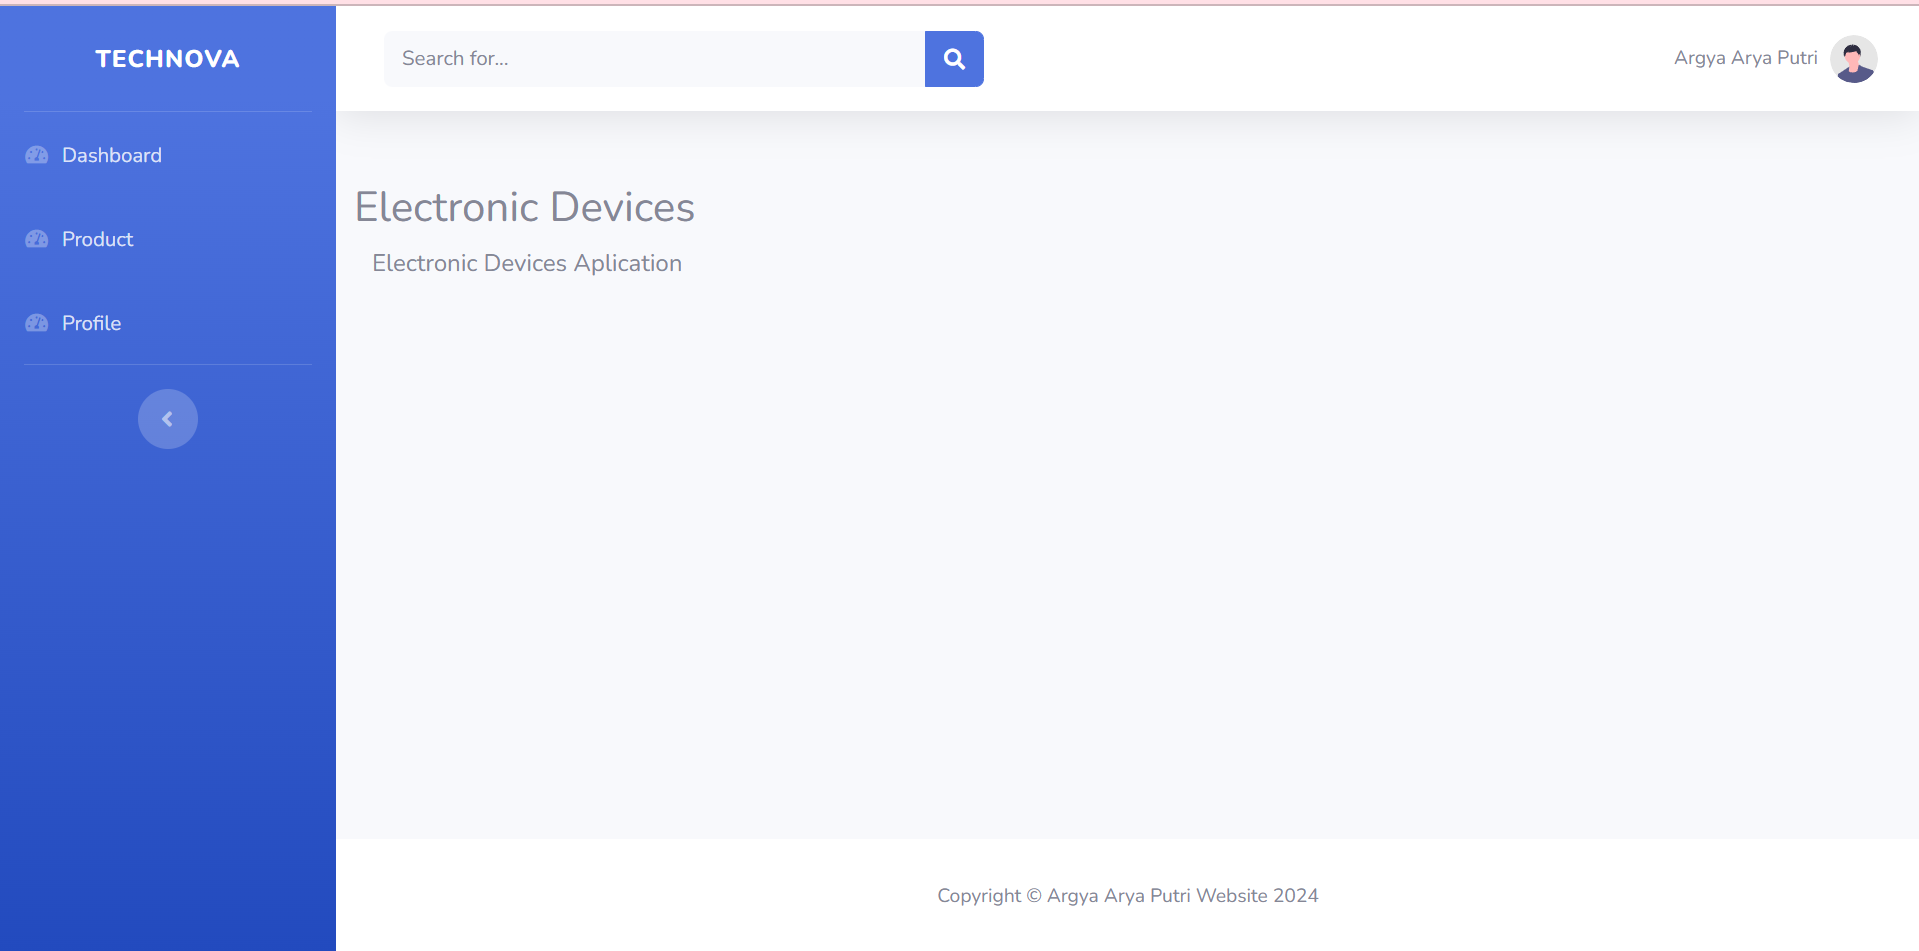 TECHNOVA
Search for...
Argya Arya Putri
Dashboard
Product
Profile
Electronic Devices
Electronic Devices Aplication
Copyright © Argya Arya Putri Website 2024